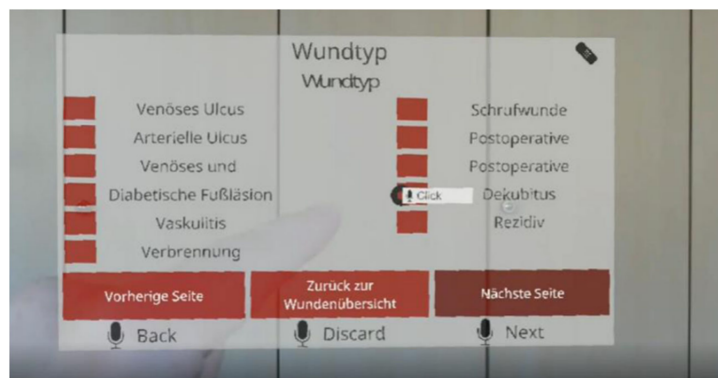 Wundtyp
Wundtyp
Venöses Ulcus
Arterielle Ulcus
Venöses und
Diabetische Fußläsion
Vaskuiitis
Verbrennung
Schrufwunde
Postoperative
Postoperative
Click
Dekubitus
Rezidiv
Vorherige Seite
Zurück zur
Wundenübersicht
Nächste Seite
Back
Discard
Next